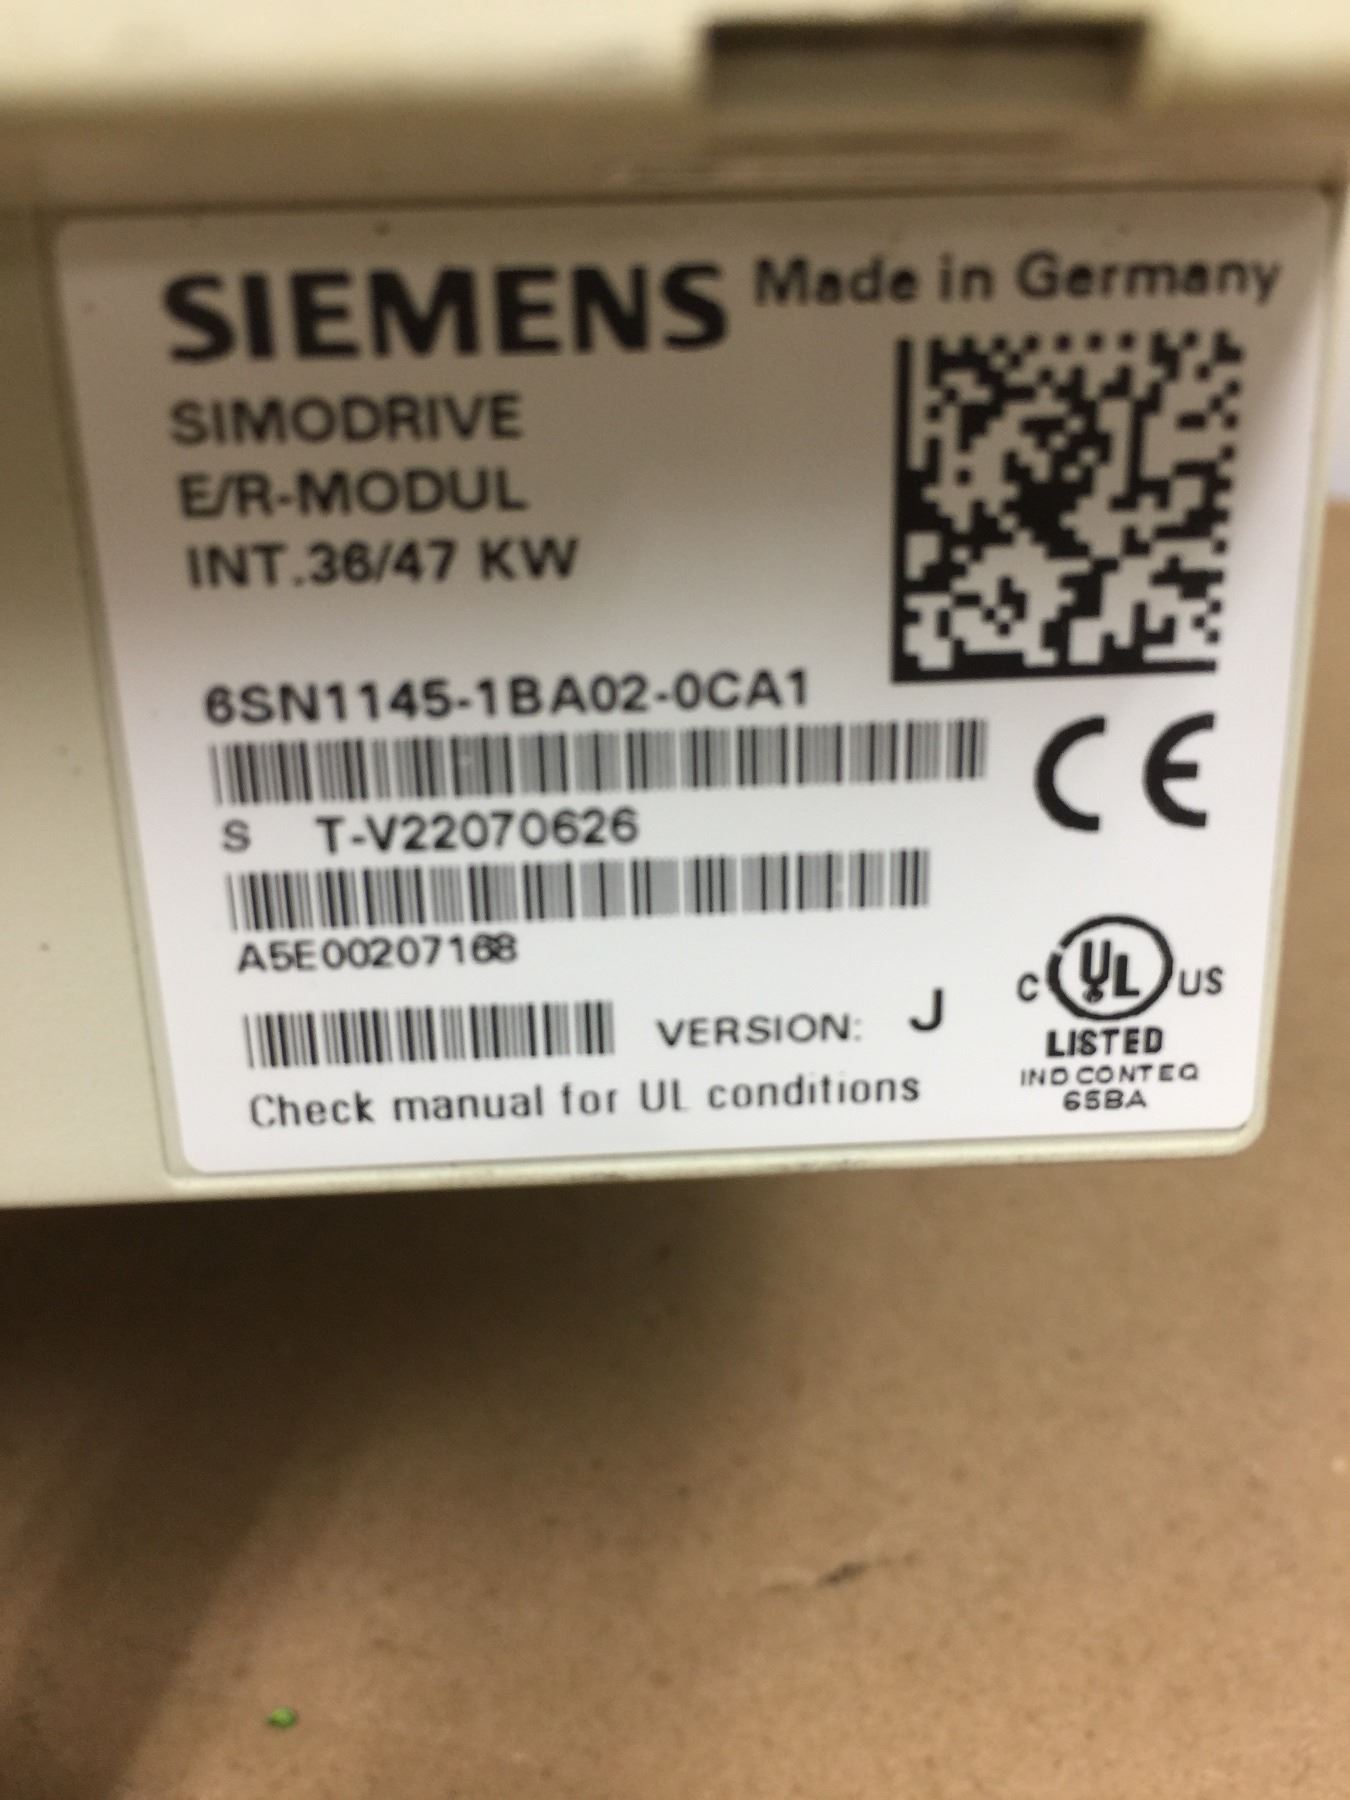 SIEMENS Made in Germany
SIMODRIVE
E/R-MODUL
INT.36/47 KW
6SN1145-1BA02-0CA1
S T-V22070626
A5E00207168
VERSION: J
Check manual for UL conditions
CE
C UL US
LISTED
IND CONT EQ
65BA